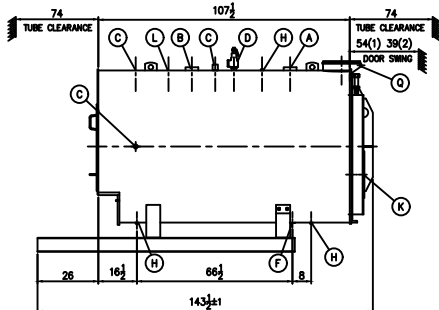 74 107½ 74
TUBE CLEARANCE TUBE CLEARANCE
54(1) 39(2)
DOOR SWING
C L B C D H A
Q
C
K
H F H
26 16½ 66½ 8
143½±1